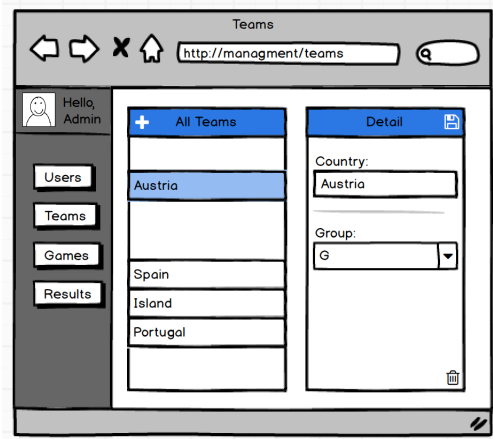 Teams
http://managment/teams
Hello,
Admin
Users
Teams
Games
Results
All Teams
Austria
Spain
Island
Portugal
Detail
Country:
Austria
Group:
G